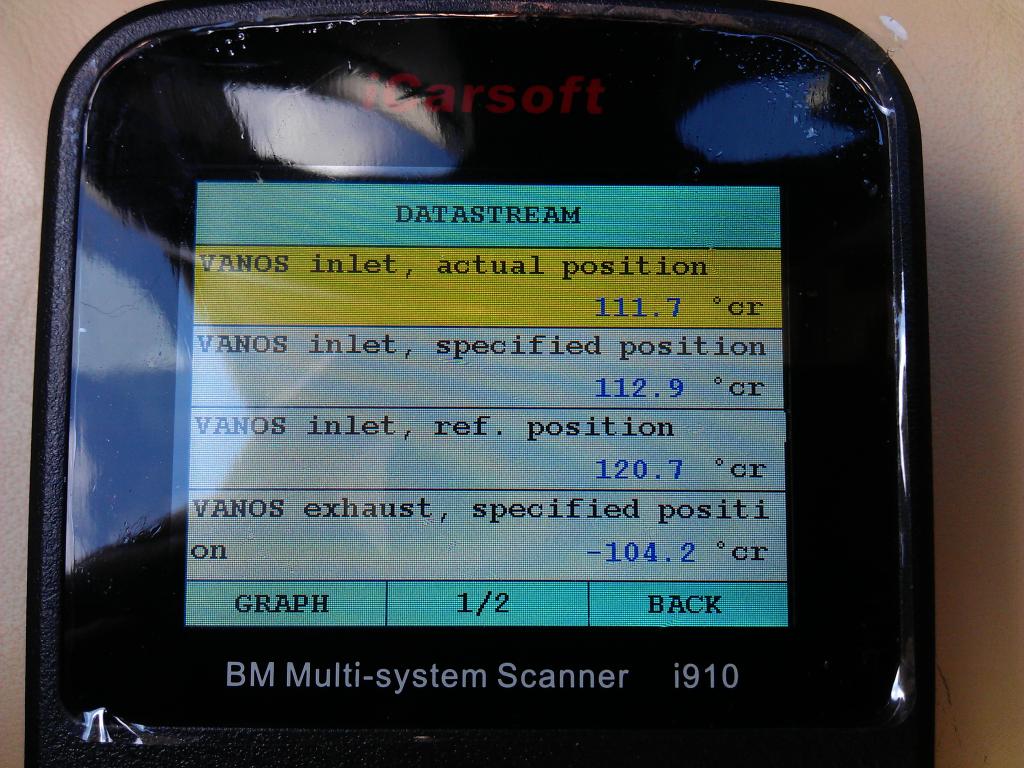 iCarsoft
DATASTREAM
VANOS inlet, actual position
111.7 °cr
VANOS inlet, specified position
112.9 °cr
VANOS inlet, ref. position
120.7 °cr
VANOS exhaust, specified positi
on -104.2 °cr
GRAPH 1/2 BACK
BM Multi-system Scanner i910